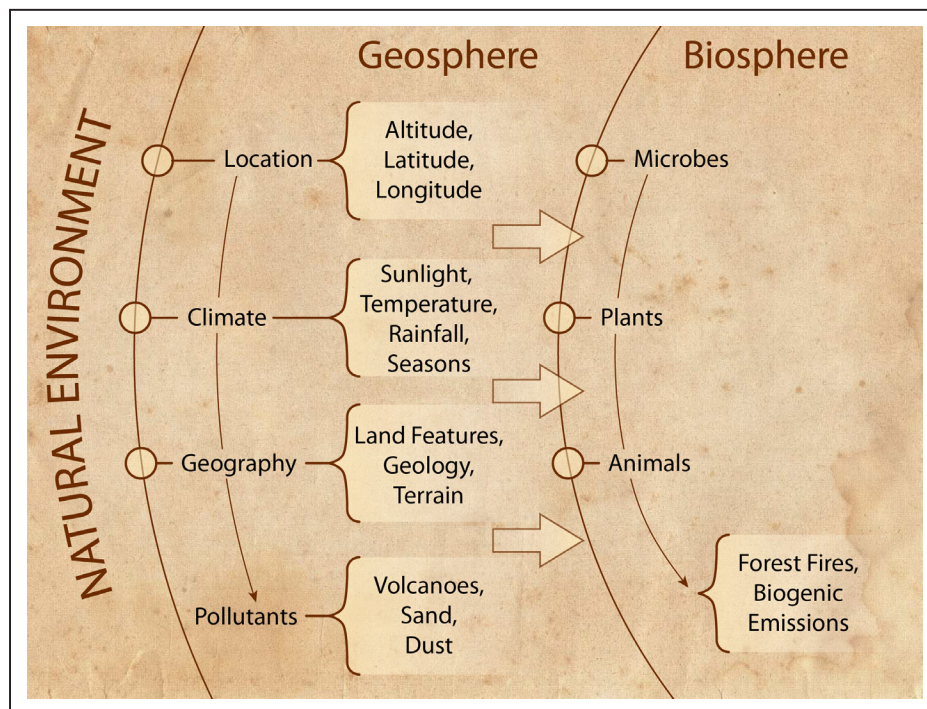 NATURAL ENVIRONMENT
Geosphere
Biosphere
Location
Altitude,
Latitude,
Longitude
Climate
Sunlight,
Temperature,
Rainfall,
Seasons
Geography
Land Features,
Geology,
Terrain
Pollutants
Volcanoes,
Sand,
Dust
Microbes
Plants
Animals
Forest Fires,
Biogenic
Emissions